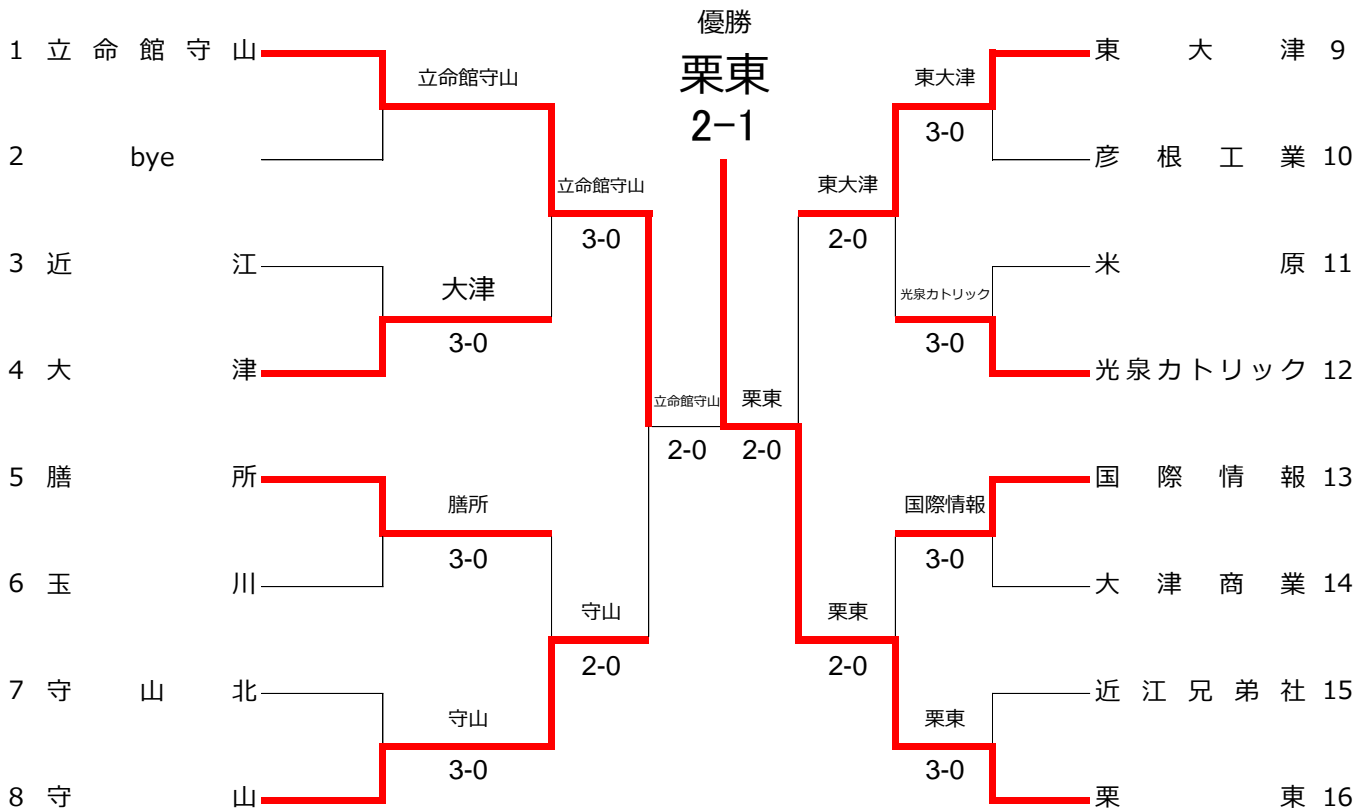 優勝
栗東
2-1
1 立命館守山
2 bye
3 近江
4 大津
5 膳所
6 玉川
7 守山北
8 守山
立命館守山
大津
3-0
膳所
3-0
守山
3-0
立命館守山
3-0
守山
2-0
立命館守山
2-0
栗東
2-0
東大津
2-0
栗東
2-0
東大津
3-0
光泉カトリック
3-0
国際情報
3-0
栗東
3-0
東大津 9
彦根工業 10
米原 11
光泉カトリック 12
国際情報 13
大津商業 14
近江兄弟社 15
栗東 16